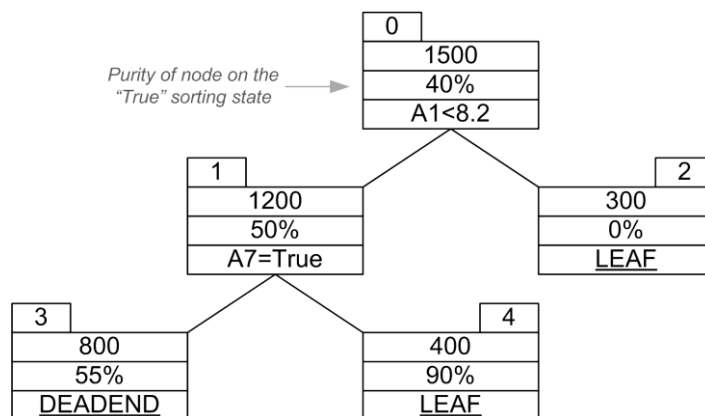 0
1500
40%
A1<8.2
Purity of node on the
“True” sorting state
1
1200
50%
A7=True
2
300
0%
LEAF
3
800
55%
DEADEND
4
400
90%
LEAF